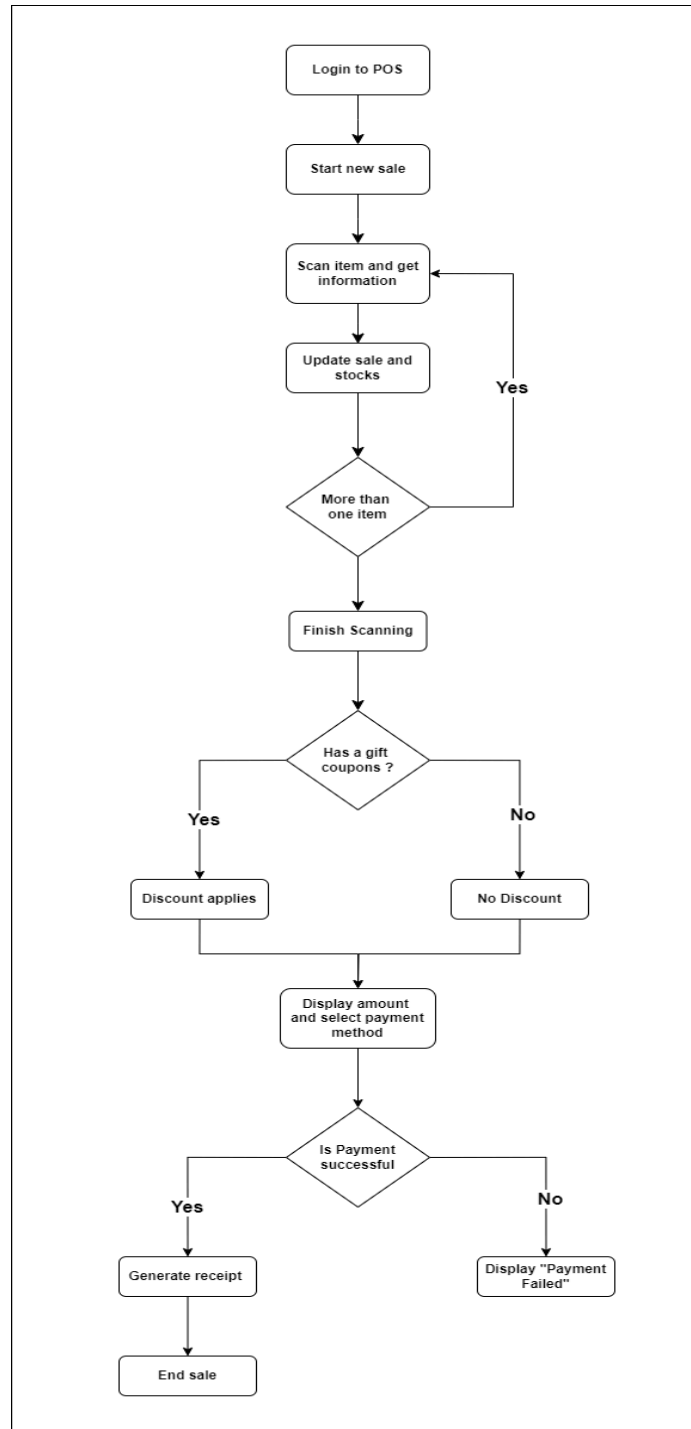 Login to POS
Start new sale
Scan item and get
information
Update sale and
stocks
Yes
More than
one item
Finish Scanning
Has a gift
coupons ?
Yes
No
Discount applies
No Discount
Display amount
and select payment
method
Is Payment
successful
Yes
No
Generate receipt
Display "Payment
Failed"
End sale